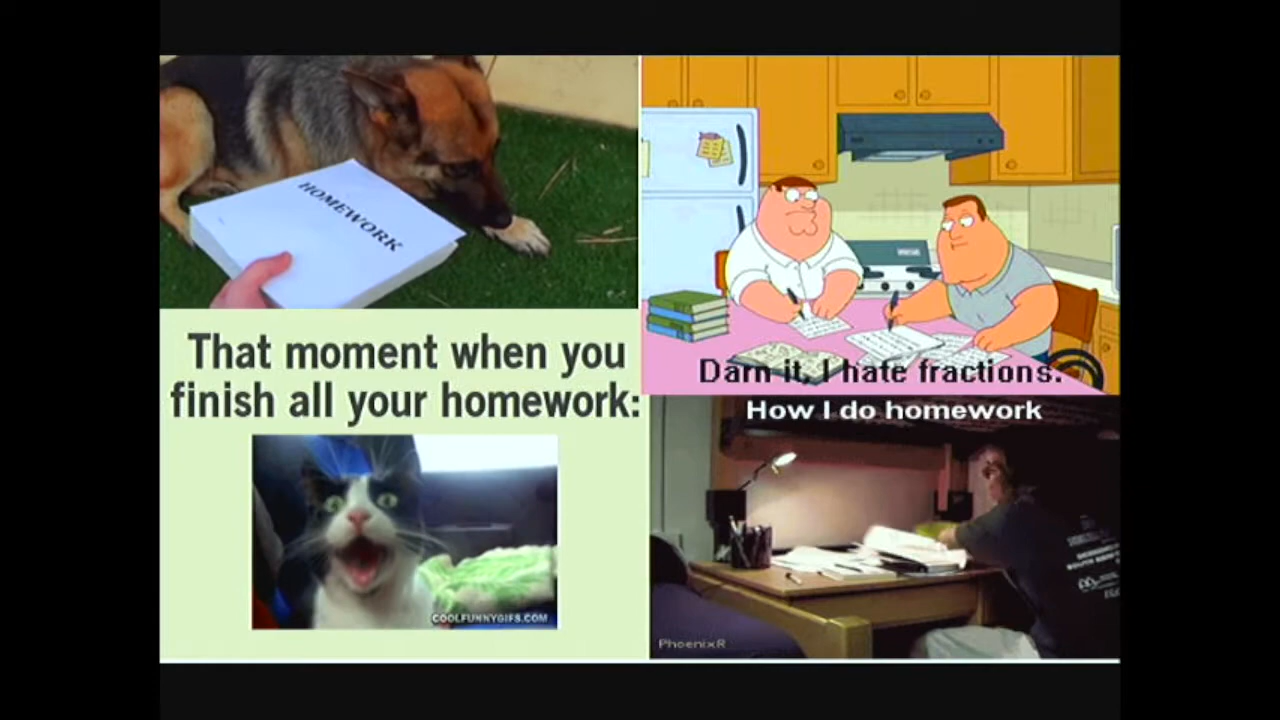 HOMEWORK
Darn it, I hate fractions.
That moment when you
finish all your homework:
COOLFUNNYGIFS.COM
How I do homework
PhoenixR